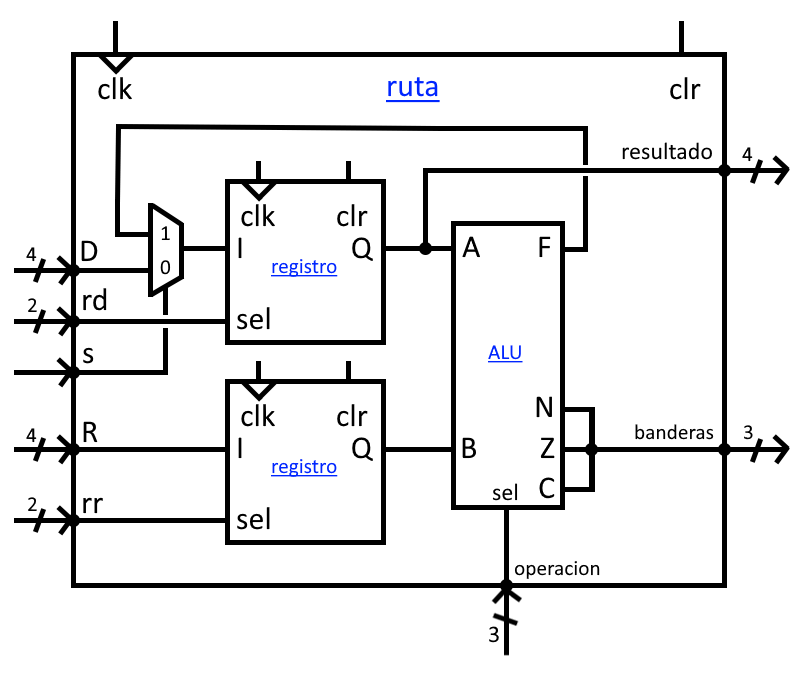 clk
ruta
clr
resultado
4
1
clk
clr
4
D
0
I
registro
Q
A
F
2
rd
sel
s
ALU
clk
clr
N
4
R
I
registro
Q
B
Z
banderas
3
2
rr
sel
sel
C
operacion
3